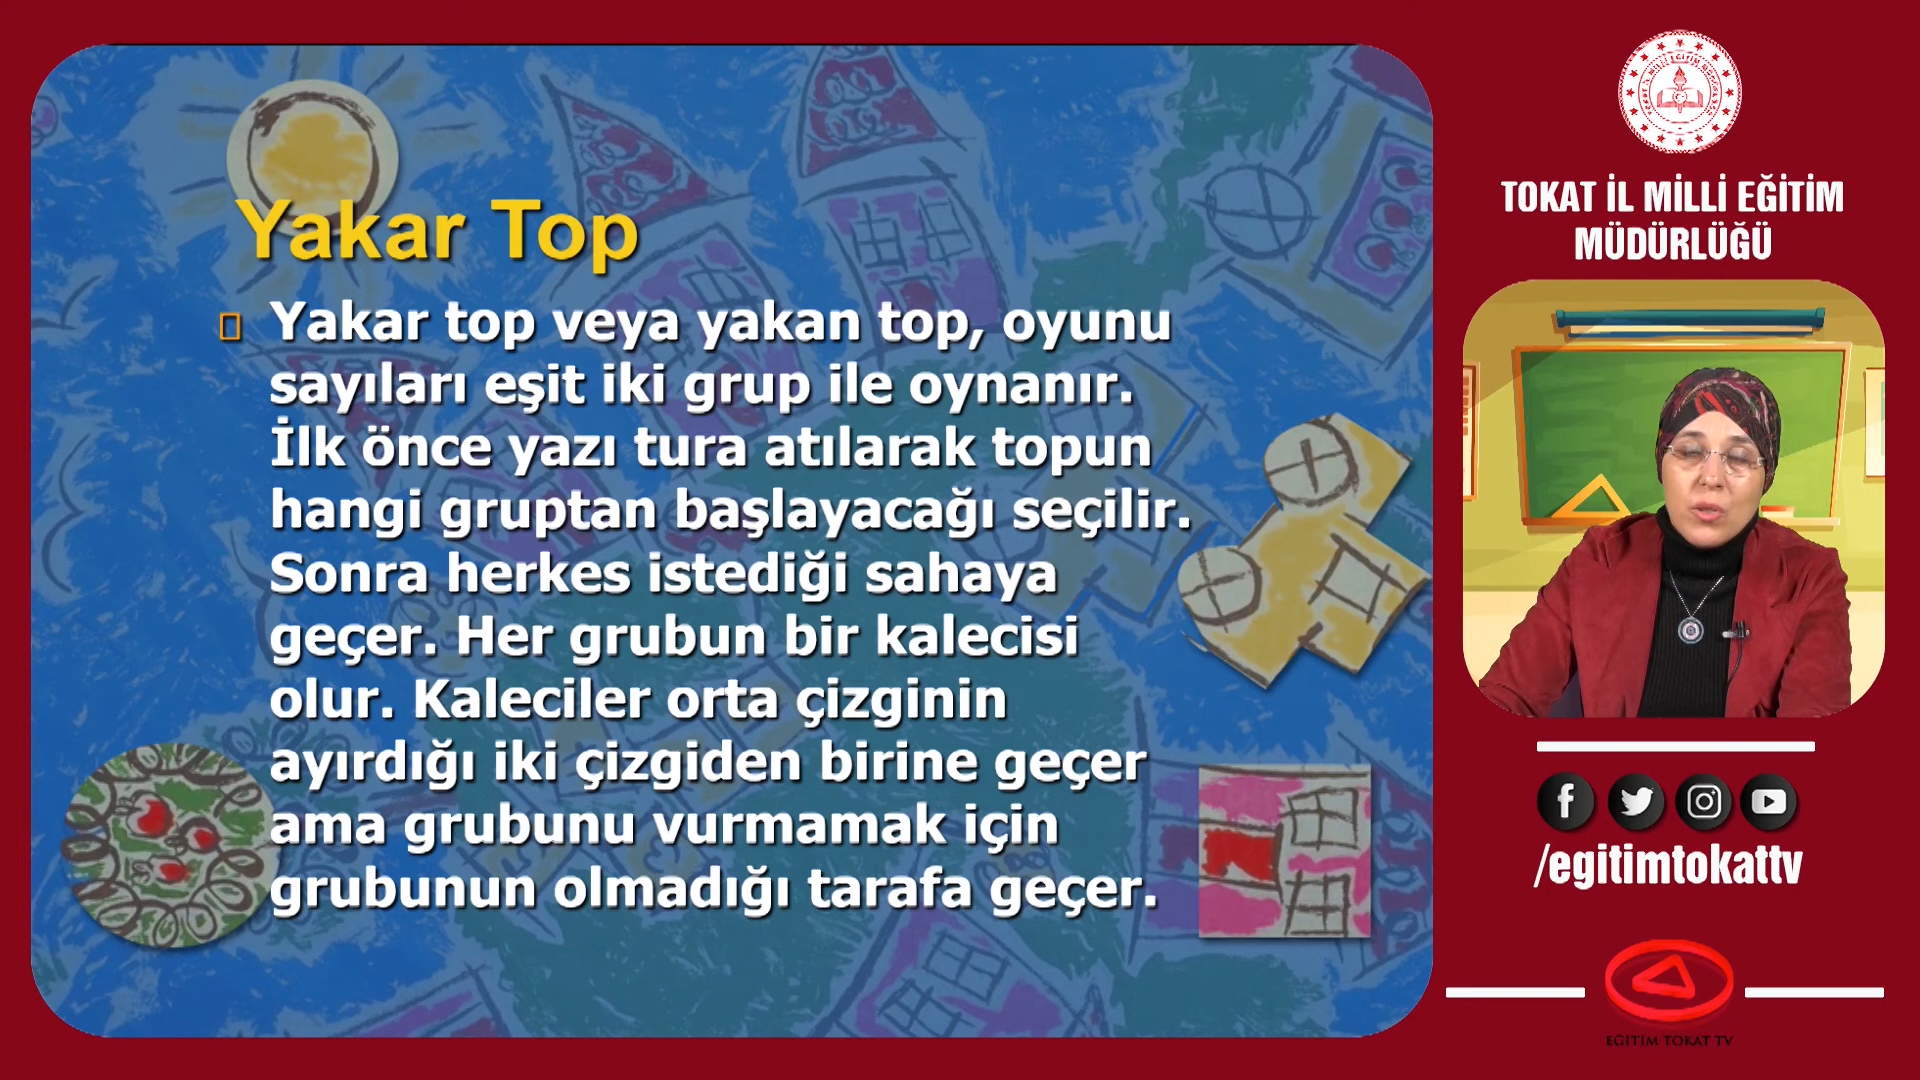 Yakar Top
Yakar top veya yakan top, oyunu
sayıları eşit iki grup ile oynanır.
İlk önce yazı tura atılarak topun
hangi gruptan başlayacağı seçilir.
Sonra herkes istediği sahaya
geçer. Her grubun bir kalecisi
olur. Kaleciler orta çizginin
ayırdığı iki çizgiden birine geçer
ama grubunu vurmamak için
grubunun olmadığı tarafa geçer.
TOKAT İL MİLLİ EĞİTİM
MÜDÜRLÜĞÜ
/egitimtokattv
EĞİTİM TOKAT TV